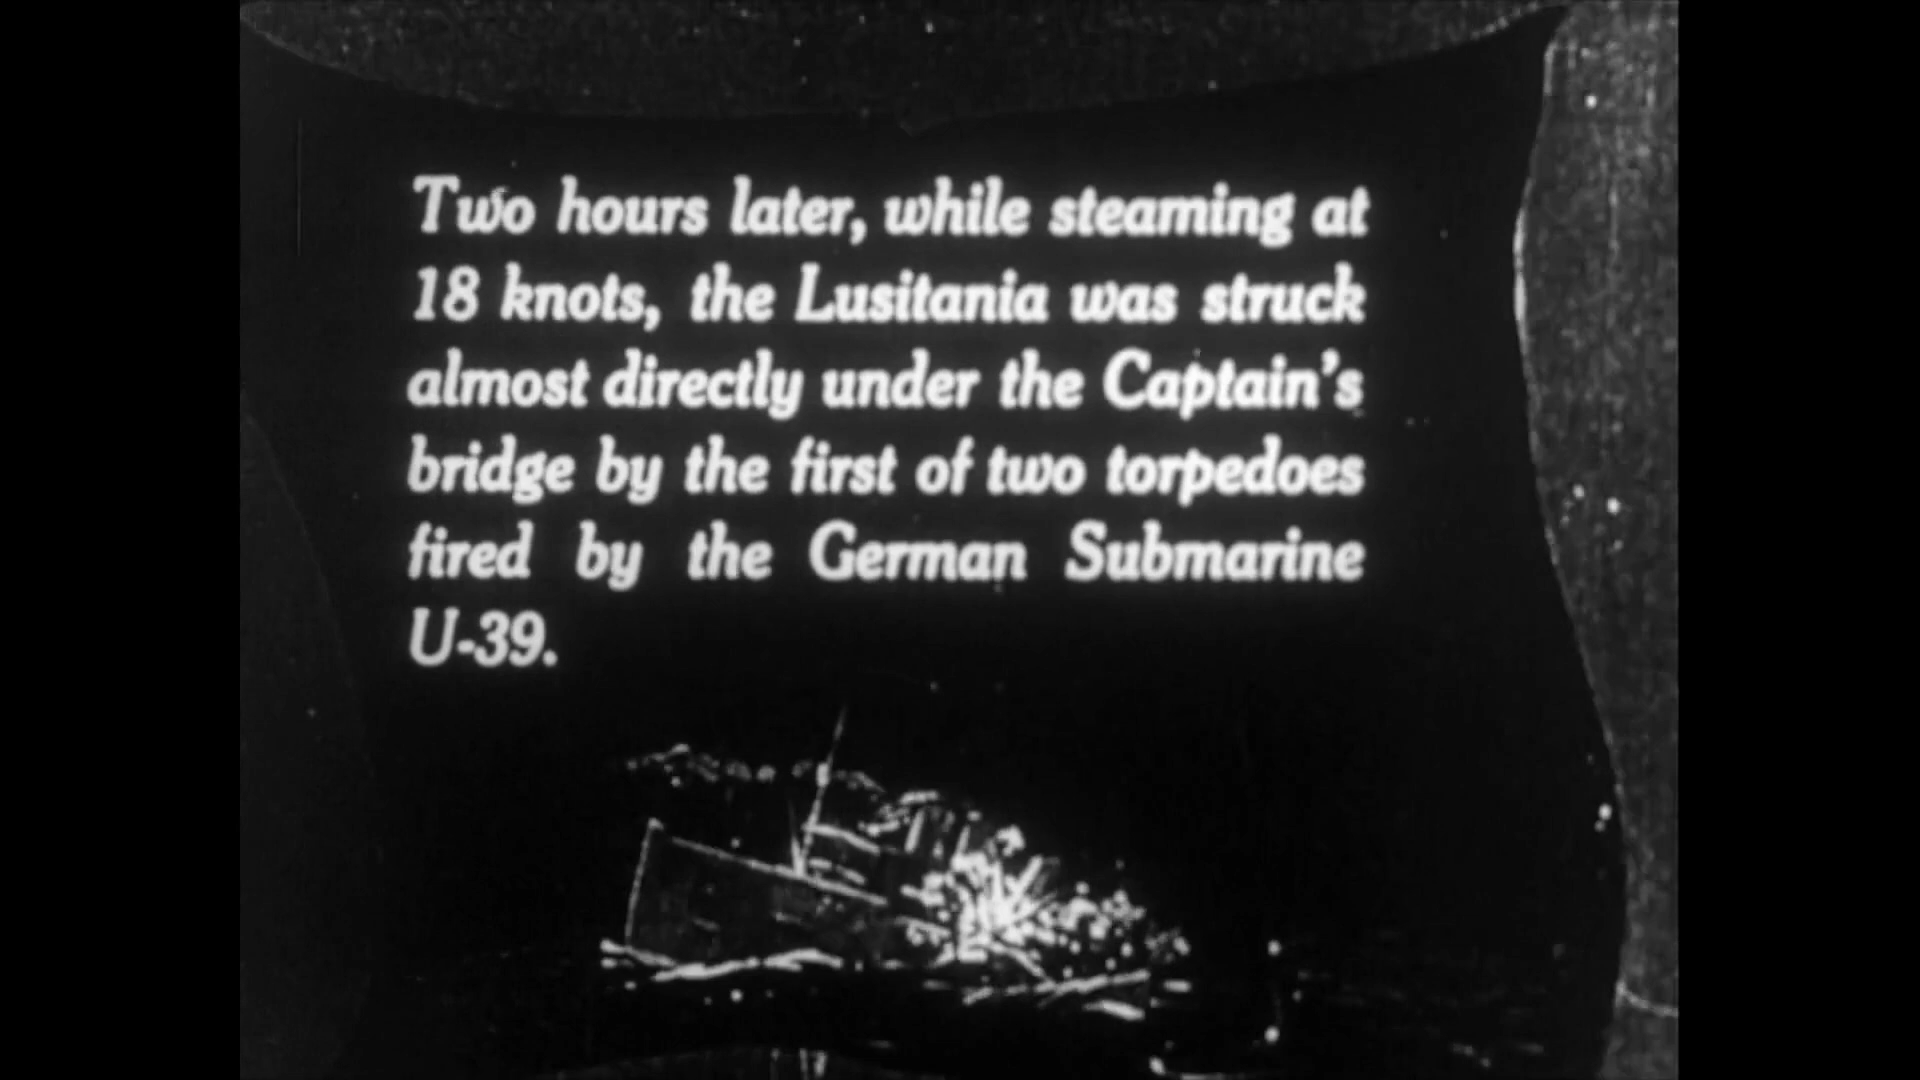 Two hours later, while steaming at
18 knots, the Lusitania was struck
almost directly under the Captain's
bridge by the first of two torpedoes
fired by the German Submarine
U-39.